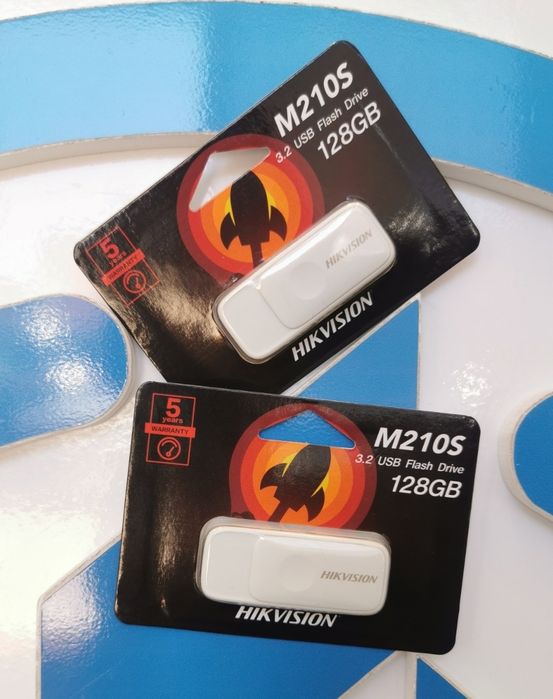 M210S
3.2 USB Flash Drive
128GB
5
YEARS
WARRANTY
HIKVISION
HIKVISION
5
years
WARRANTY
M210S
3.2 USB Flash Drive
128GB
HIKVISION
HIKVISION